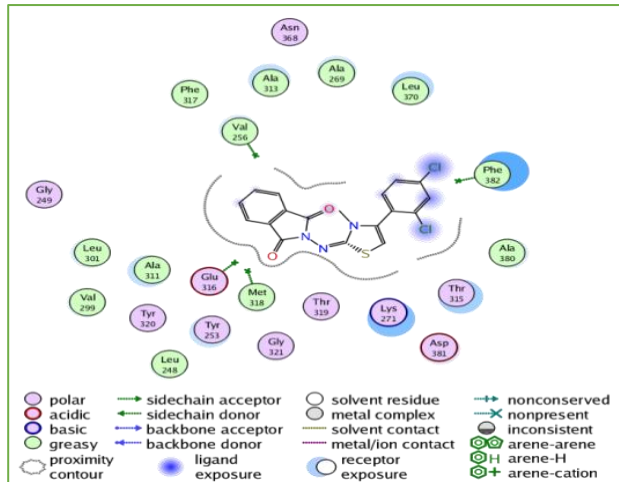 Asn
368
Ala
313
Ala
269
Leu
370
Phe
317
Val
256
Cl
Phe
382
Gly
249
O
N
Cl
N
N
S
O
Leu
301
Ala
311
Glu
316
Met
318
Ala
380
Val
299
Tyr
320
Tyr
253
Thr
319
Lys
271
Thr
315
Leu
248
Gly
321
Asp
381
polar
sidechain acceptor
solvent residue
nonconserved
acidic
sidechain donor
metal complex
nonpresent
basic
backbone acceptor
solvent contact
inconsistent
greasy
backbone donor
metal/ion contact
arene-arene
proximity
contour
ligand
exposure
receptor
exposure
H arene-H
+ arene-cation